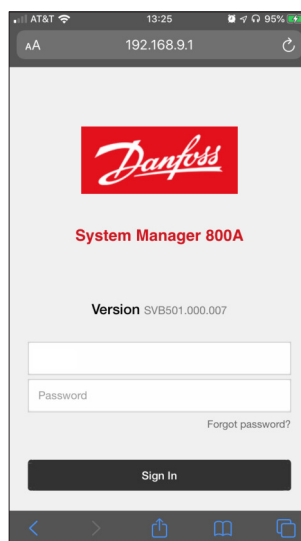 AT&T 13:25 95%
AA 192.168.9.1
Danfoss
System Manager 800A
Version SVB501.000.007
Password
Forgot password?
Sign In